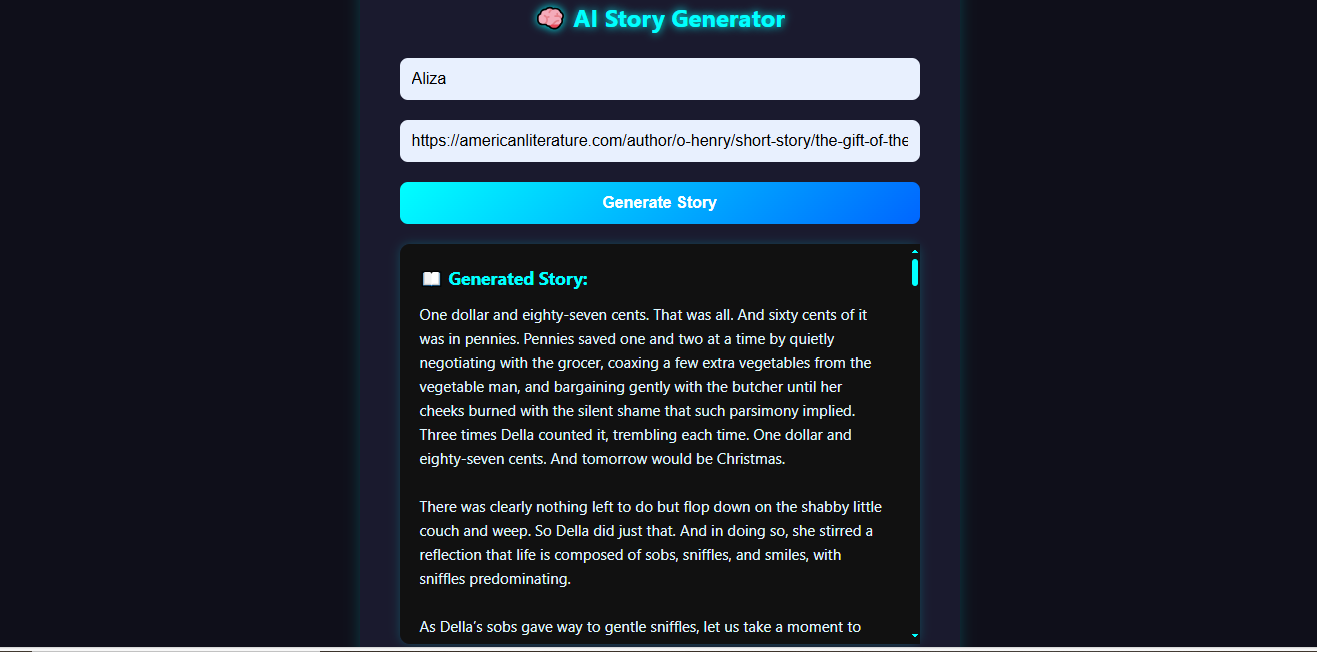 AI Story Generator
Aliza
https://americanliterature.com/author/o-henry/short-story/the-gift-of-the
Generate Story
Generated Story:
One dollar and eighty-seven cents. That was all. And sixty cents of it
was in pennies. Pennies saved one and two at a time by quietly
negotiating with the grocer, coaxing a few extra vegetables from the
vegetable man, and bargaining gently with the butcher until her
cheeks burned with the silent shame that such parsimony implied.
Three times Della counted it, trembling each time. One dollar and
eighty-seven cents. And tomorrow would be Christmas.
There was clearly nothing left to do but flop down on the shabby little
couch and weep. So Della did just that. And in doing so, she stirred a
reflection that life is composed of sobs, sniffles, and smiles, with
sniffles predominating.
As Della's sobs gave way to gentle sniffles, let us take a moment to